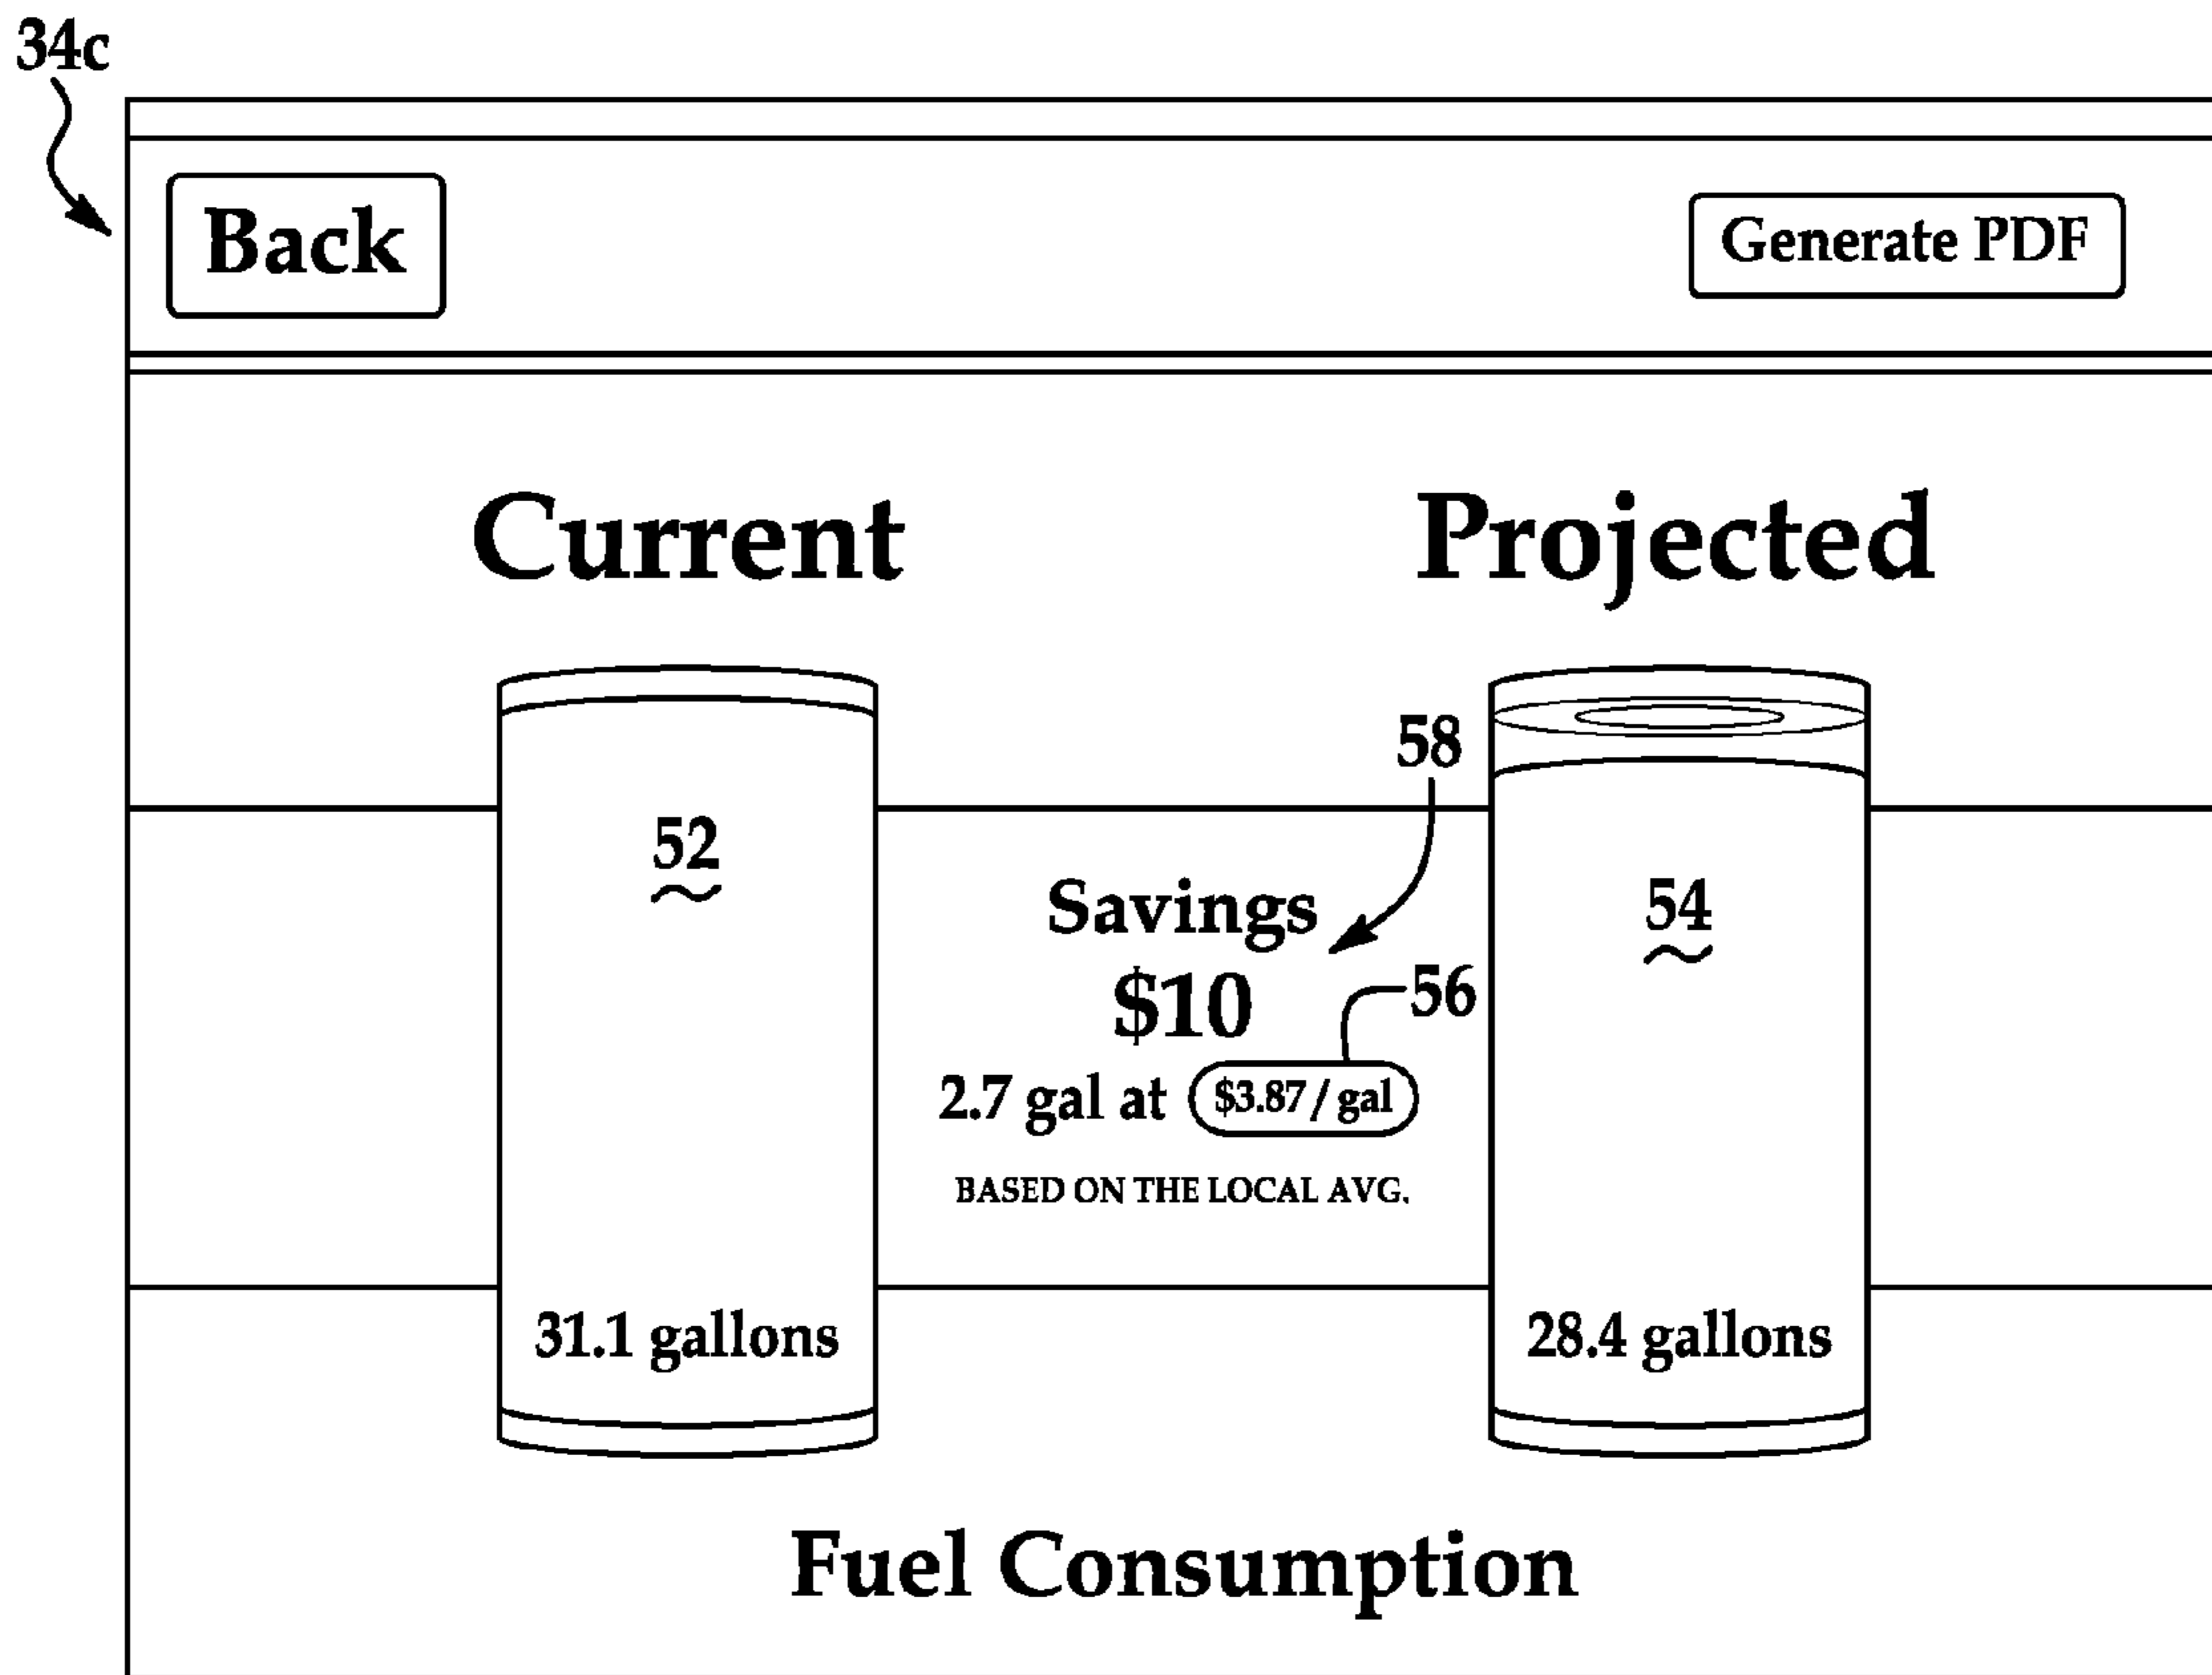 34c
Back
Generate PDF
Current
Projected
58
52
54
Savings
$10
56
2.7 gal at $3.87/gal
BASED ON THE LOCAL AVG.
31.1 gallons
28.4 gallons
Fuel Consumption